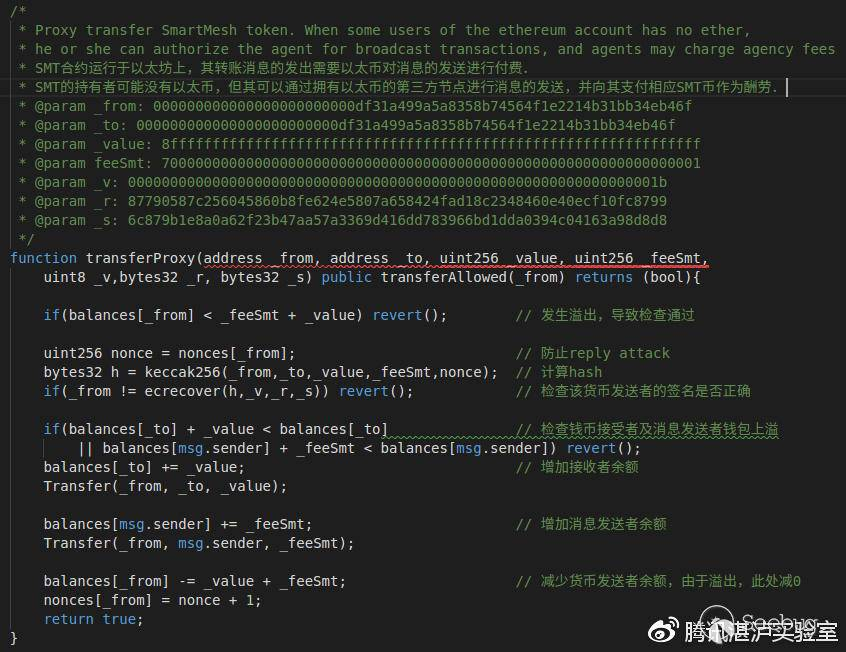 /*
* Proxy transfer SmartMesh token. When some users of the ethereum account has no ether,
* he or she can authorize the agent for broadcast transactions, and agents may charge agency fees
* SMT合约运行于以太坊上，其转账消息的发出需要以太币对消息的发送进行付费.
* SMT的持有者可能没有以太币，但其可以通过拥有以太币的第三方节点进行消息的发送，并向其支付相应SMT币作为酬劳.
* @param _from: 000000000000000000000000df31a499a5a8358b74564f1e2214b31bb34eb46f
* @param _to: 000000000000000000000000df31a499a5a8358b74564f1e2214b31bb34eb46f
* @param _value: 8fffffffffffffffffffffffffffffffffffffffffffffffffffffffffffffff
* @param feeSmt: 7000000000000000000000000000000000000000000000000000000000000001
* @param _v: 000000000000000000000000000000000000000000000000000000000000001b
* @param _r: 87790587c256045860b8fe624e5807a658424fad18c2348460e40ecf10fc8799
* @param _s: 6c879b1e8a0a62f23b47aa57a3369d416dd783966bd1dda0394c04163a98d8d8
*/
function transferProxy(address _from, address _to, uint256 _value, uint256 _feeSmt,
uint8 _v,bytes32 _r, bytes32 _s) public transferAllowed(_from) returns (bool){
if(balances[_from] < _feeSmt + _value) revert(); // 发生溢出，导致检查通过
uint256 nonce = nonces[_from]; // 防止reply attack
bytes32 h = keccak256(_from,_to,_value,_feeSmt,nonce); // 计算hash
if(_from != ecrecover(h,_v,_r,_s)) revert(); // 检查该货币发送者的签名是否正确
if(balances[_to] + _value < balances[_to] // 检查钱币接受者及消息发送者钱包上溢
|| balances[msg.sender] + _feeSmt < balances[msg.sender]) revert();
balances[_to] += _value; // 增加接收者余额
Transfer(_from, _to, _value);
balances[msg.sender] += _feeSmt; // 增加消息发送者余额
Transfer(_from, msg.sender, _feeSmt);
balances[_from] -= _value + _feeSmt; // 减少货币发送者余额，由于溢出，此处减0
nonces[_from] = nonce + 1;
return true;
}
Seebug
腾讯湛泸实验室